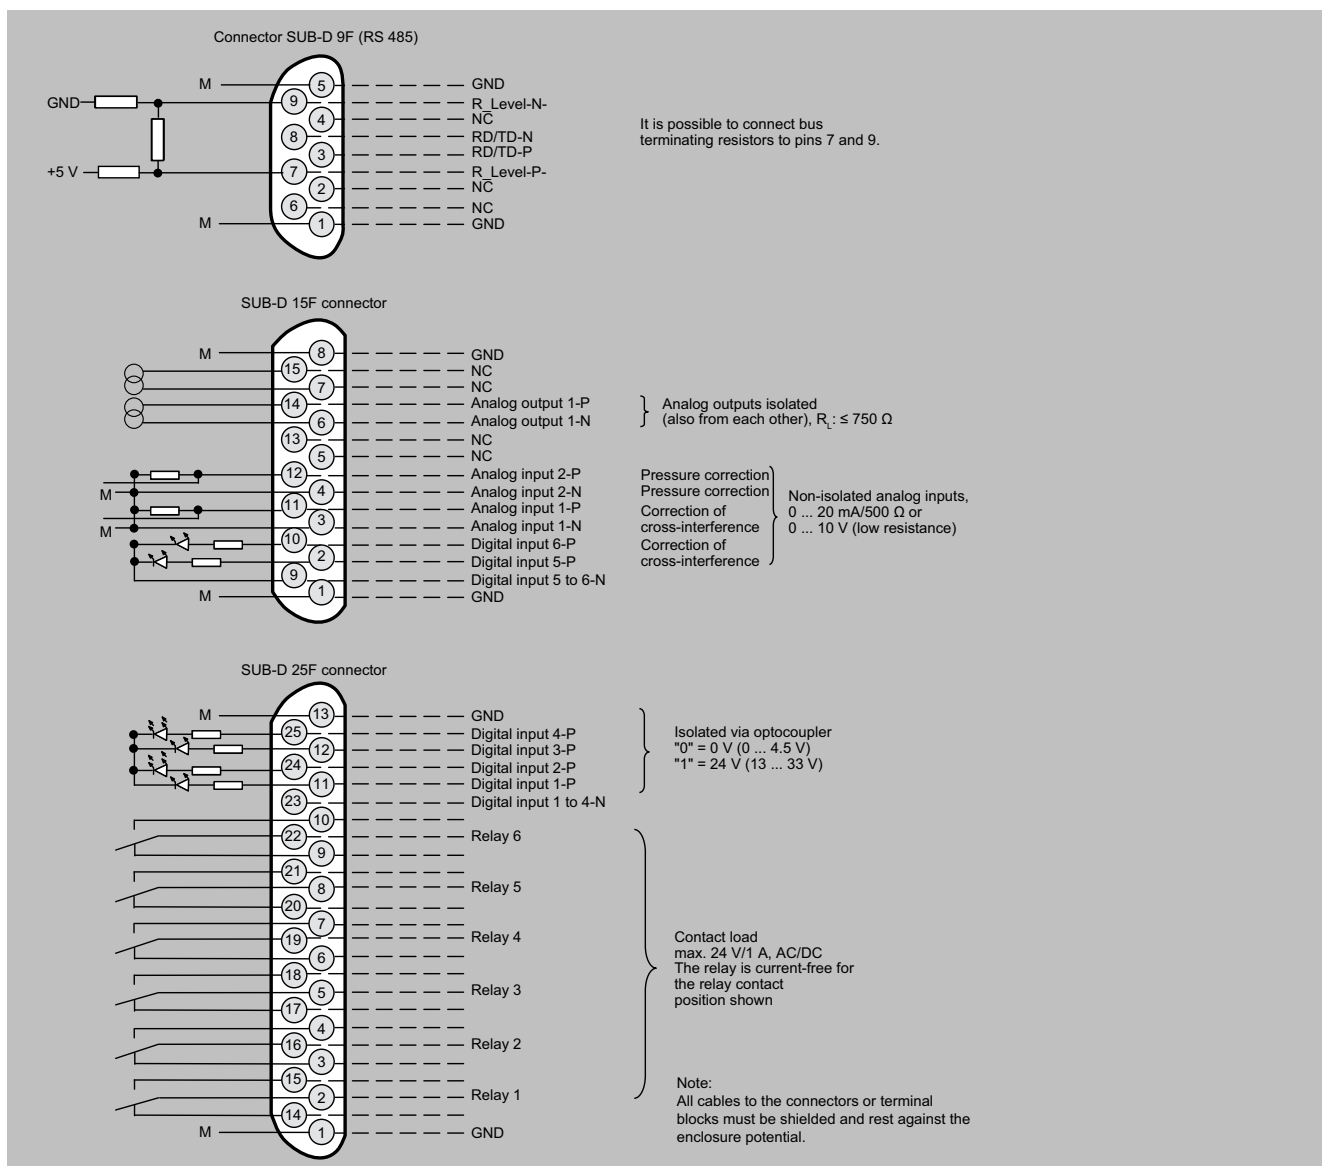 Connector SUB-D 9F (RS 485)
M 5 GND
GND 9 R_Level-N-
4 NC
8 RD/TD-N
3 RD/TD-P
+5 V 7 R_Level-P-
2 NC
6 NC
M 1 GND
It is possible to connect bus
terminating resistors to pins 7 and 9.
SUB-D 15F connector
M 8 GND
15 NC
7 NC
14 Analog output 1-P
6 Analog output 1-N
13 NC
5 NC
12 Analog input 2-P
M 4 Analog input 2-N
11 Analog input 1-P
M 3 Analog input 1-N
10 Digital input 6-P
2 Digital input 5-P
9 Digital input 5 to 6-N
M 1 GND
Analog outputs isolated
(also from each other), RL: ≤ 750 Ω
Pressure correction
Pressure correction
Correction of
cross-interference
Correction of
cross-interference
Non-isolated analog inputs,
0 ... 20 mA/500 Ω or
0 ... 10 V (low resistance)
SUB-D 25F connector
M 13 GND
25 Digital input 4-P
12 Digital input 3-P
24 Digital input 2-P
11 Digital input 1-P
23 Digital input 1 to 4-N
10
22 Relay 6
9
21
8 Relay 5
20
7
19 Relay 4
6
18
5 Relay 3
17
4
16 Relay 2
3
15
2 Relay 1
14
M 1 GND
Isolated via optocoupler
"0" = 0 V (0 ... 4.5 V)
"1" = 24 V (13 ... 33 V)
Contact load
max. 24 V/1 A, AC/DC
The relay is current-free for
the relay contact
position shown
Note:
All cables to the connectors or terminal
blocks must be shielded and rest against the
enclosure potential.